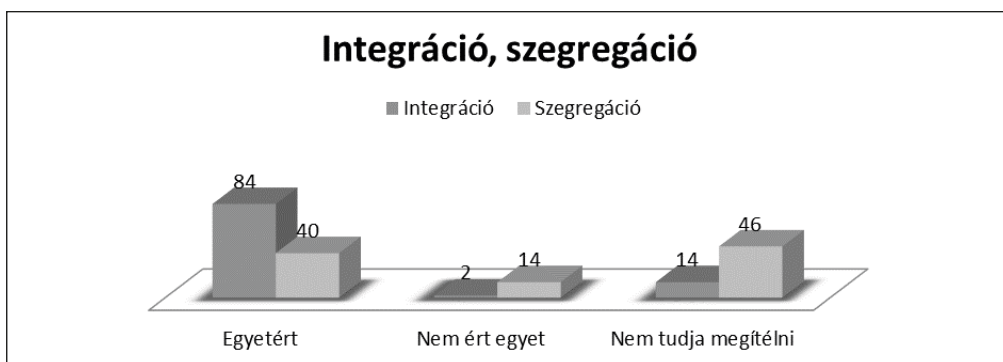 Integráció, szegregáció
Integráció Szegregáció
84
40
2
14
14
46
Egyetért Nem ért egyet Nem tudja megítélni